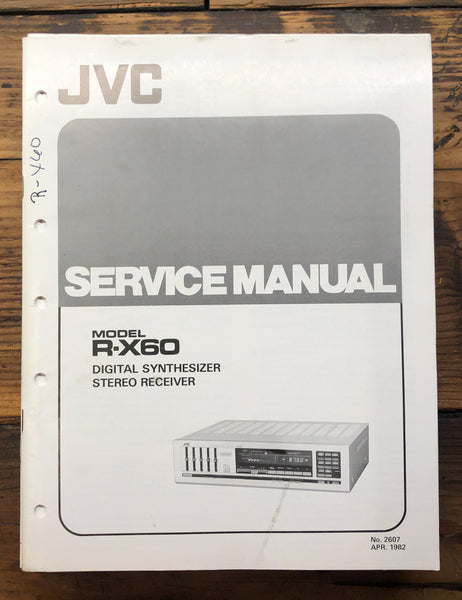 JVC
R-X60
SERVICE MANUAL
MODEL
R-X60
DIGITAL SYNTHESIZER
STEREO RECEIVER
No. 2607
APR. 1982